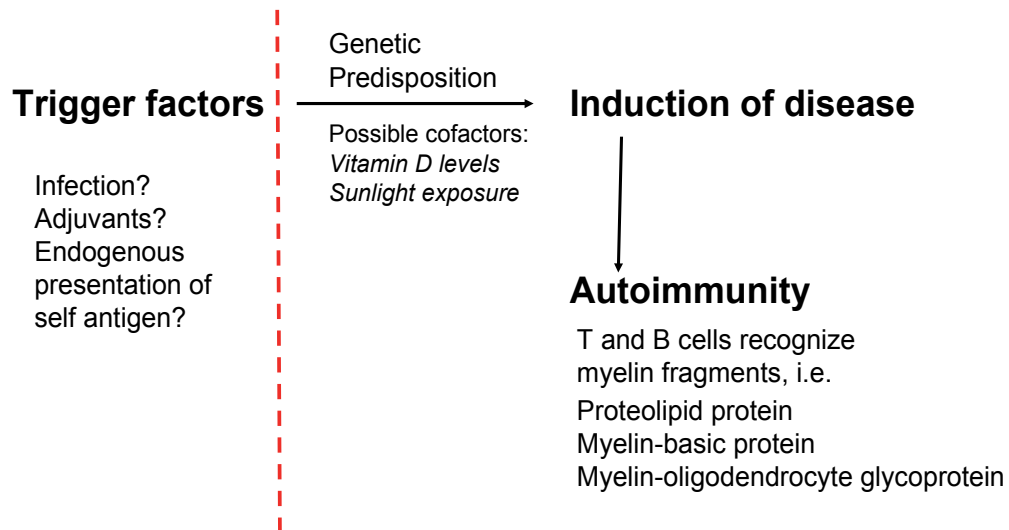 Trigger factors
Infection?
Adjuvants?
Endogenous
presentation of
self antigen?
Genetic
Predisposition
Possible cofactors:
Vitamin D levels
Sunlight exposure
Induction of disease
Autoimmunity
T and B cells recognize
myelin fragments, i.e.
Proteolipid protein
Myelin-basic protein
Myelin-oligodendrocyte glycoprotein